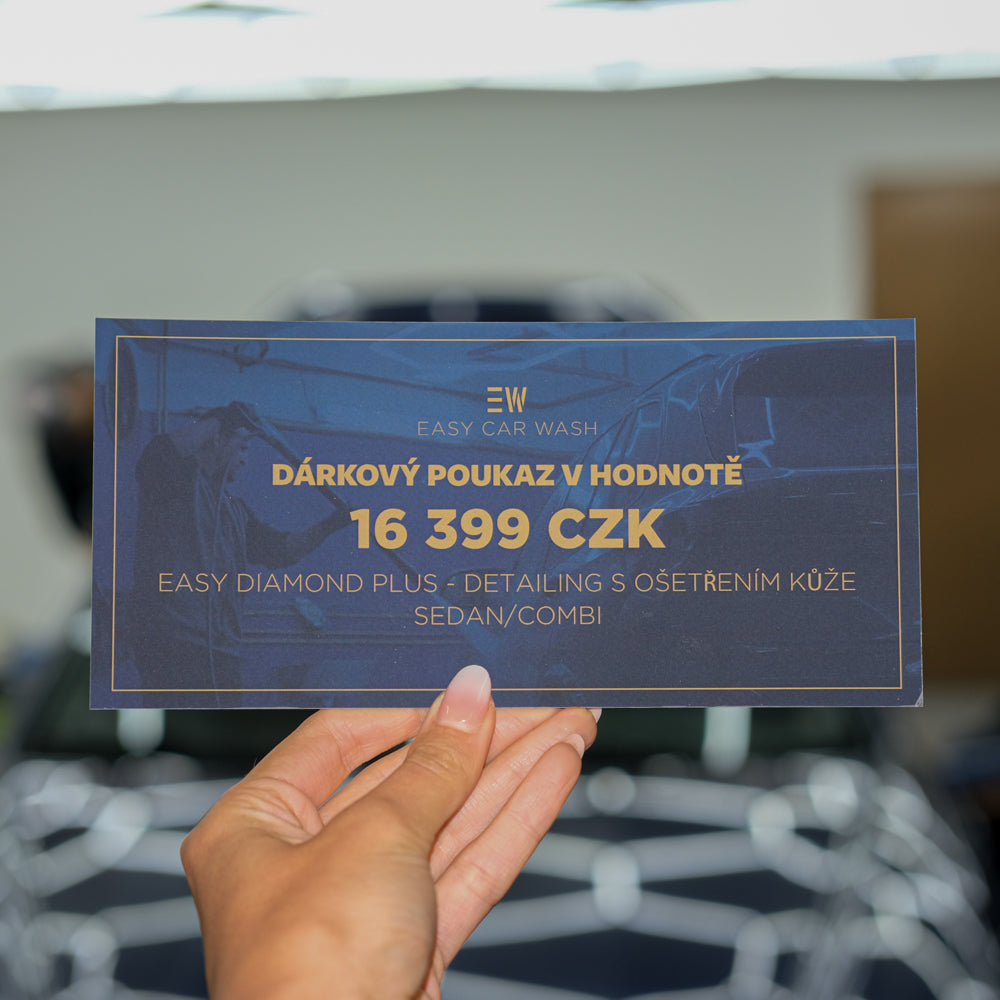 EW
EASY CAR WASH
DÁRKOVÝ POUKAZ V HODNOTĚ
16 399 CZK
EASY DIAMOND PLUS - DETAILING S OŠETŘENÍM KŮŽE
SEDAN/COMBI